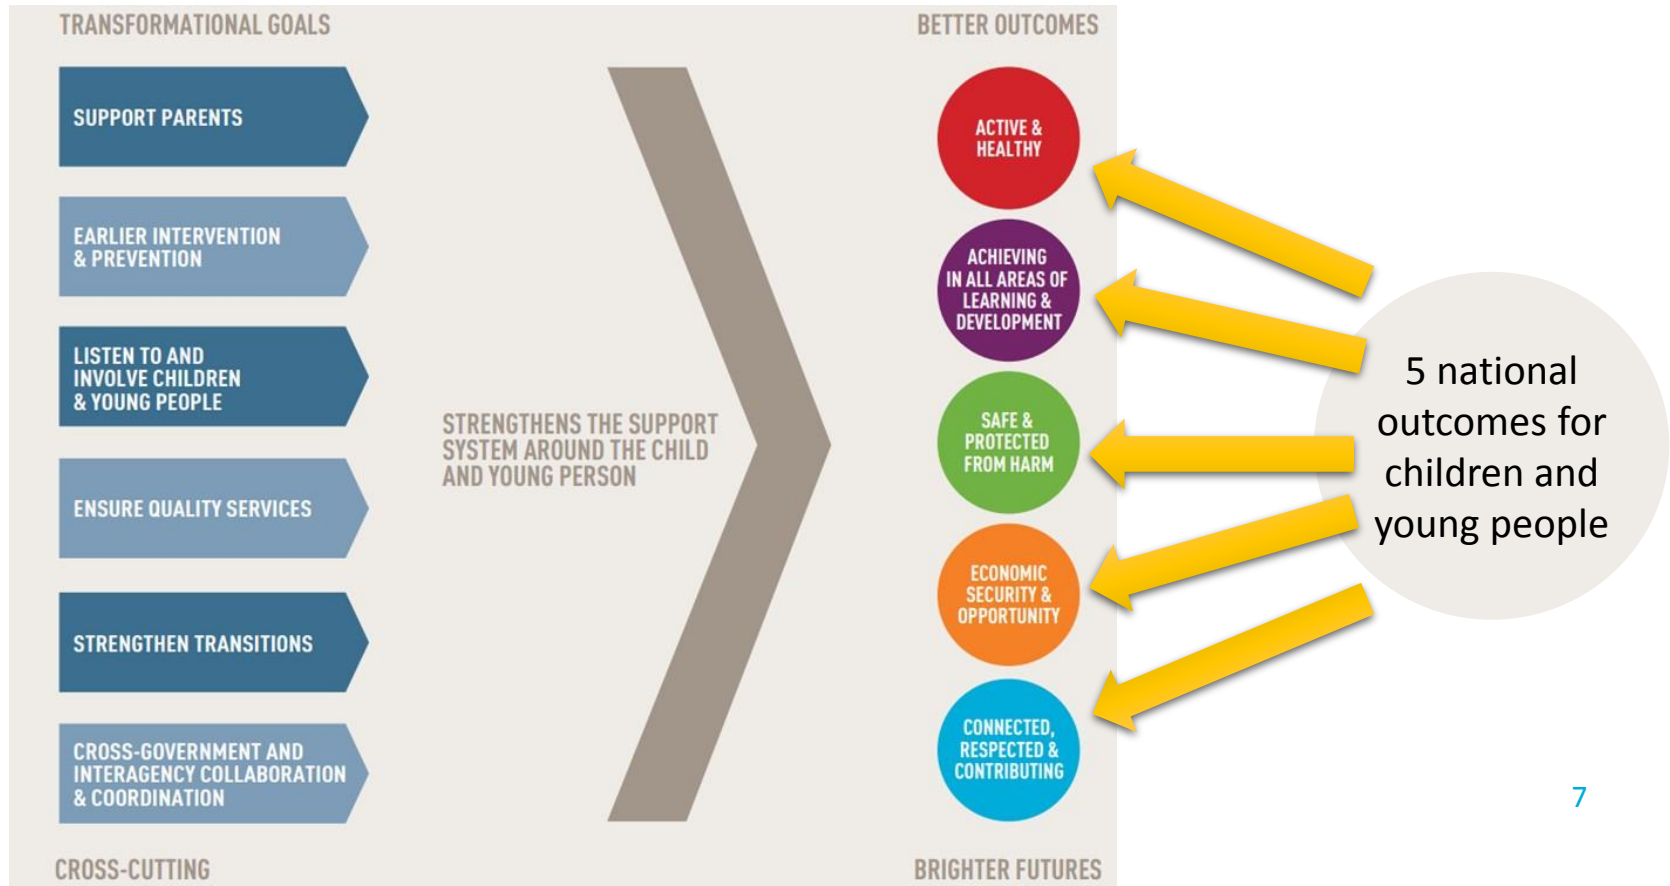 TRANSFORMATIONAL GOALS
SUPPORT PARENTS
EARLIER INTERVENTION
& PREVENTION
LISTEN TO AND
INVOLVE CHILDREN
& YOUNG PEOPLE
ENSURE QUALITY SERVICES
STRENGTHEN TRANSITIONS
CROSS-GOVERNMENT AND
INTERAGENCY COLLABORATION
& COORDINATION
CROSS-CUTTING
STRENGTHENS THE SUPPORT
SYSTEM AROUND THE CHILD
AND YOUNG PERSON
BETTER OUTCOMES
ACTIVE &
HEALTHY
ACHIEVING
IN ALL AREAS OF
LEARNING &
DEVELOPMENT
SAFE &
PROTECTED
FROM HARM
ECONOMIC
SECURITY &
OPPORTUNITY
CONNECTED,
RESPECTED &
CONTRIBUTING
BRIGHTER FUTURES
5 national
outcomes for
children and
young people
7